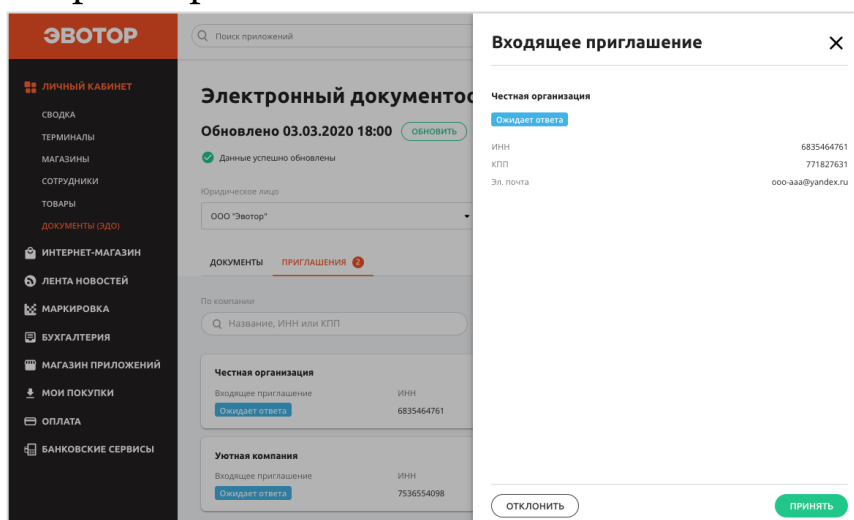 ЭВОТОР
ЛИЧНЫЙ КАБИНЕТ
СВОДКА
ТЕРМИНАЛЫ
МАГАЗИНЫ
СОТРУДНИКИ
ТОВАРЫ
ДОКУМЕНТЫ (ЭДО)
ИНТЕРНЕТ-МАГАЗИН
ЛЕНТА НОВОСТЕЙ
МАРКИРОВКА
БУХГАЛТЕРИЯ
МАГАЗИН ПРИЛОЖЕНИЙ
МОИ ПОКУПКИ
ОПЛАТА
БАНКОВСКИЕ СЕРВИСЫ
Поиск приложений
Электронный документоо
Обновлено 03.03.2020 18:00 ОБНОВИТЬ
Данные успешно обновлены
Юридическое лицо
ООО "Эвотор"
ДОКУМЕНТЫ ПРИГЛАШЕНИЯ 2
По компании
Название, ИНН или КПП
Честная организация
Входящее приглашение ИНН
Ожидает ответа 6835464761
Уютная компания
Входящее приглашение ИНН
Ожидает ответа 7536554098
Входящее приглашение
Честная организация
Ожидает ответа
ИНН 6835464761
КПП 771827631
Эл. почта ooo-aaa@yandex.ru
ОТКЛОНИТЬ ПРИНЯТЬ